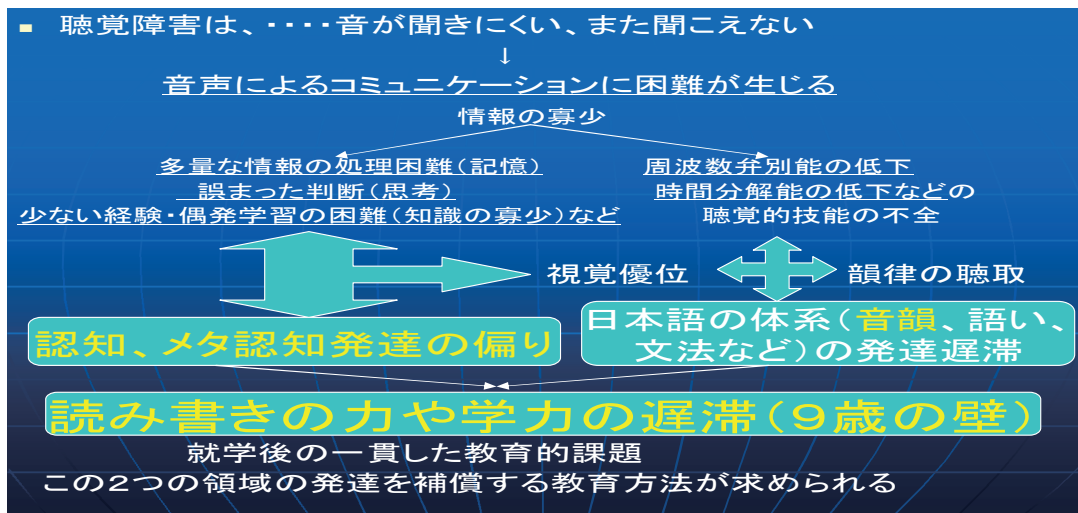 ■ 聴覚障害は、・・・・音が聞きにくい、また聞こえない
↓
音声によるコミュニケーションに困難が生じる
情報の寡少
多量な情報の処理困難(記憶)
誤まった判断(思考)
少ない経験・偶発学習の困難(知識の寡少)など
周波数弁別能の低下
時間分解能の低下などの
聴覚的技能の不全
視覚優位
韻律の聴取
認知、メタ認知発達の偏り
日本語の体系(音韻、語い、
文法など)の発達遅滞
読み書きの力や学力の遅滞(9歳の壁)
就学後の一貫した教育的課題
この2つの領域の発達を補償する教育方法が求められる